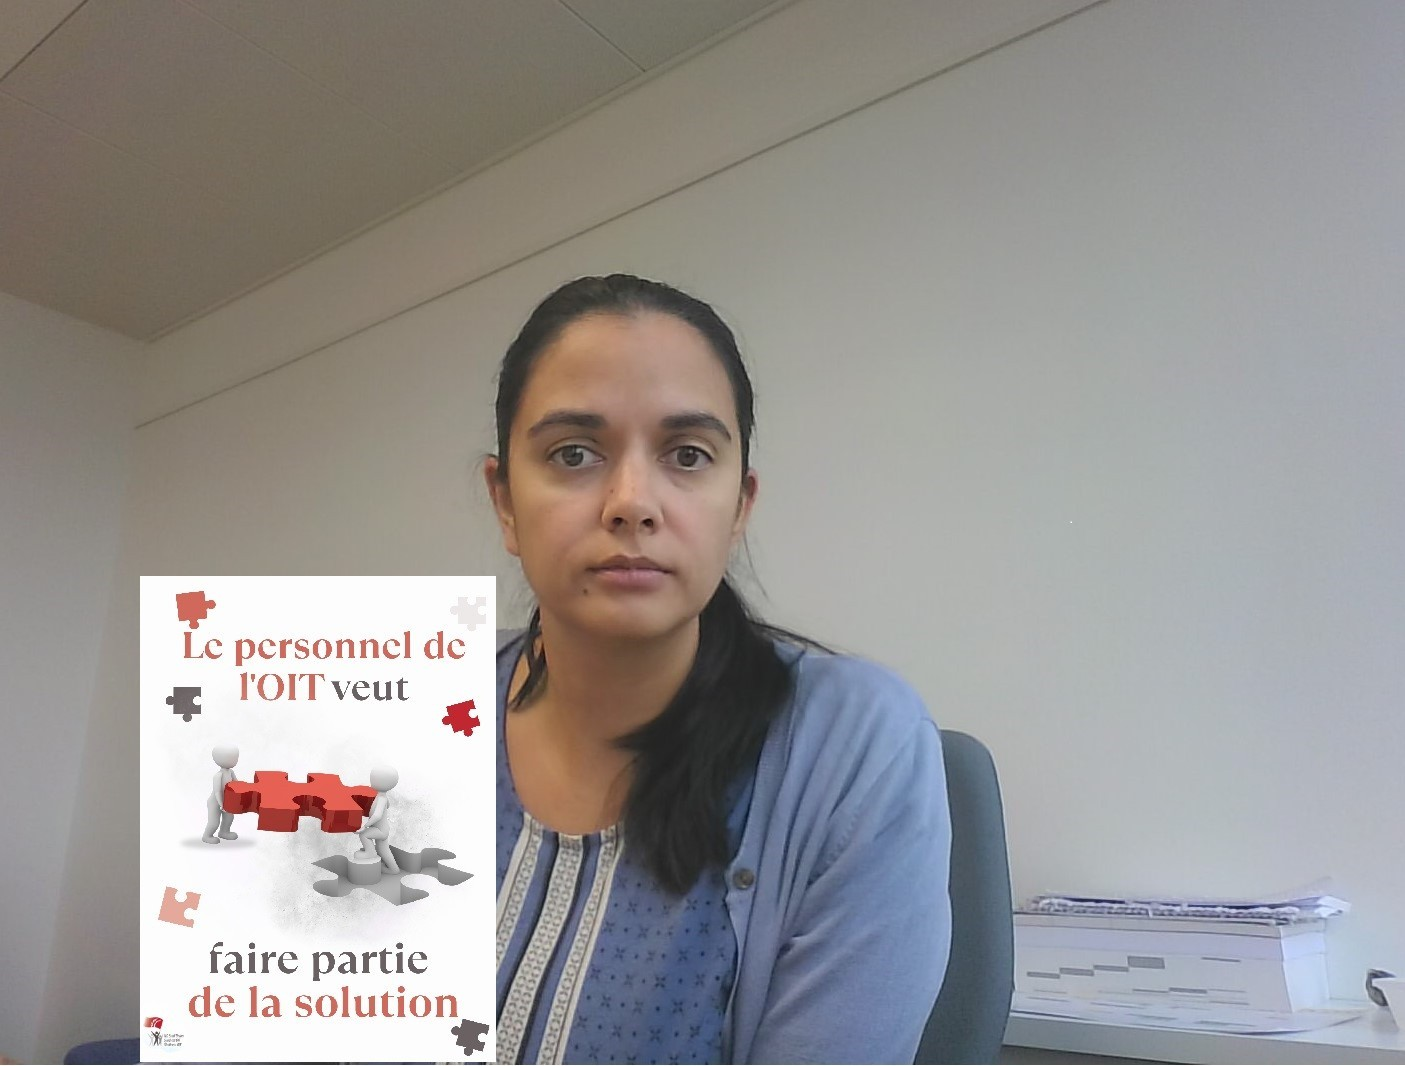 Le personnel de
l'OIT veut
faire partie
de la solution